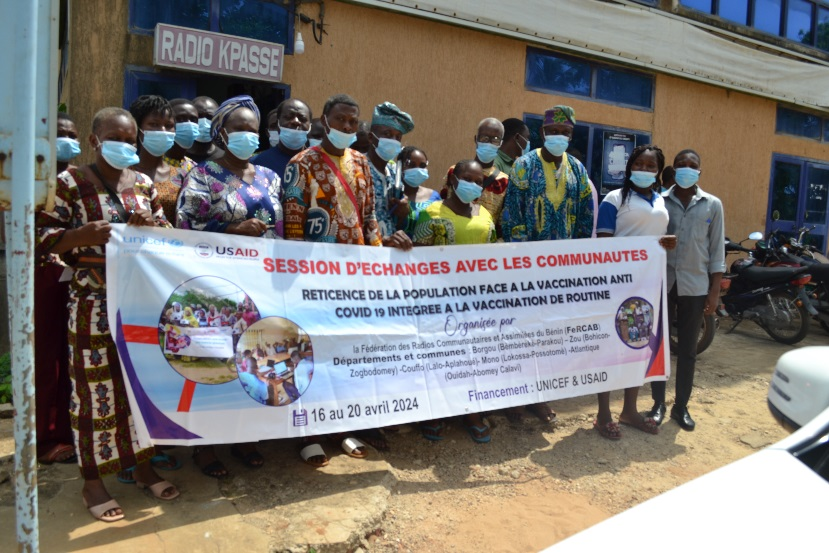 RADIO KPASSE
unicef
USAID
SESSION D'ECHANGES AVEC LES COMMUNAUTES
RETICENCE DE LA POPULATION FACE A LA VACCINATION ANTI
COVID 19 INTEGREE A LA VACCINATION DE ROUTINE
Organisée par
la Fédération des Radios Communautaires et Assimilées du Bénin (FeRCAB)
Départements et communes : Borgou (Bèmbèrèkè-Parakou) – Zou (Bohicon-
Zogbodomey) -Couffo (Lalo-Aplahoué)- Mono (Lokossa-Possotomè) -Atlantique
(Ouidah-Abomey Calavi)
16 au 20 avril 2024
Financement : UNICEF & USAID
75